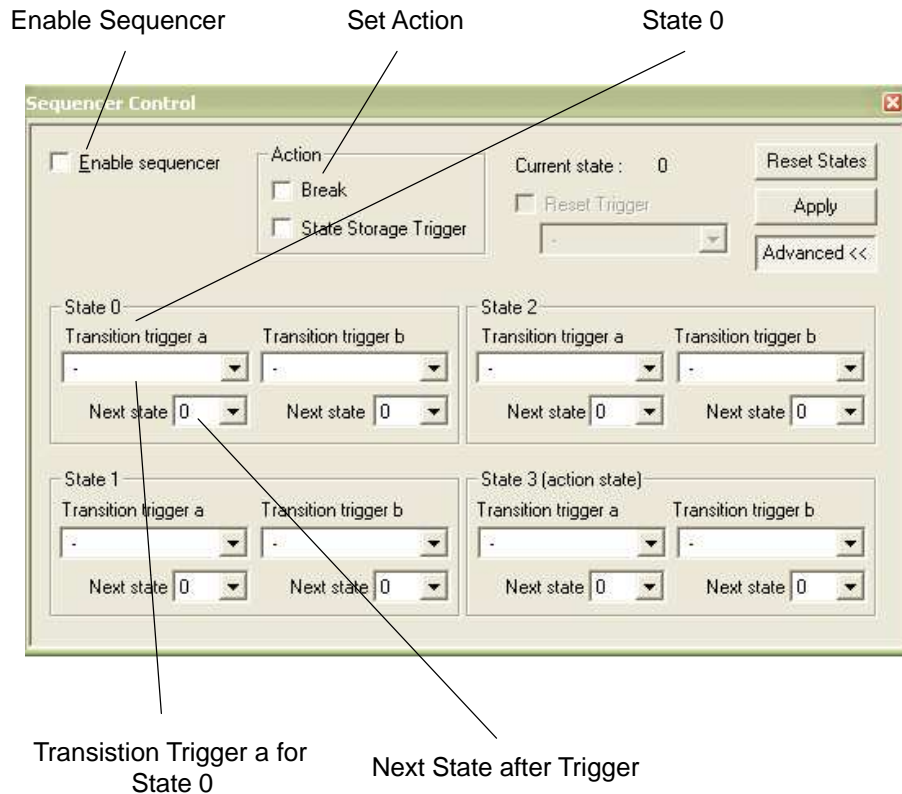 Enable Sequencer Set Action State 0
Sequencer Control
Enable sequencer
Action
Break
State Storage Trigger
Current state : 0
Reset Trigger
-
Reset States
Apply
Advanced <<
State 0
Transition trigger a Transition trigger b
- -
Next state 0 Next state 0
State 2
Transition trigger a Transition trigger b
- -
Next state 0 Next state 0
State 1
Transition trigger a Transition trigger b
- -
Next state 0 Next state 0
State 3 (action state)
Transition trigger a Transition trigger b
- -
Next state 0 Next state 0
Transistion Trigger a for
State 0
Next State after Trigger